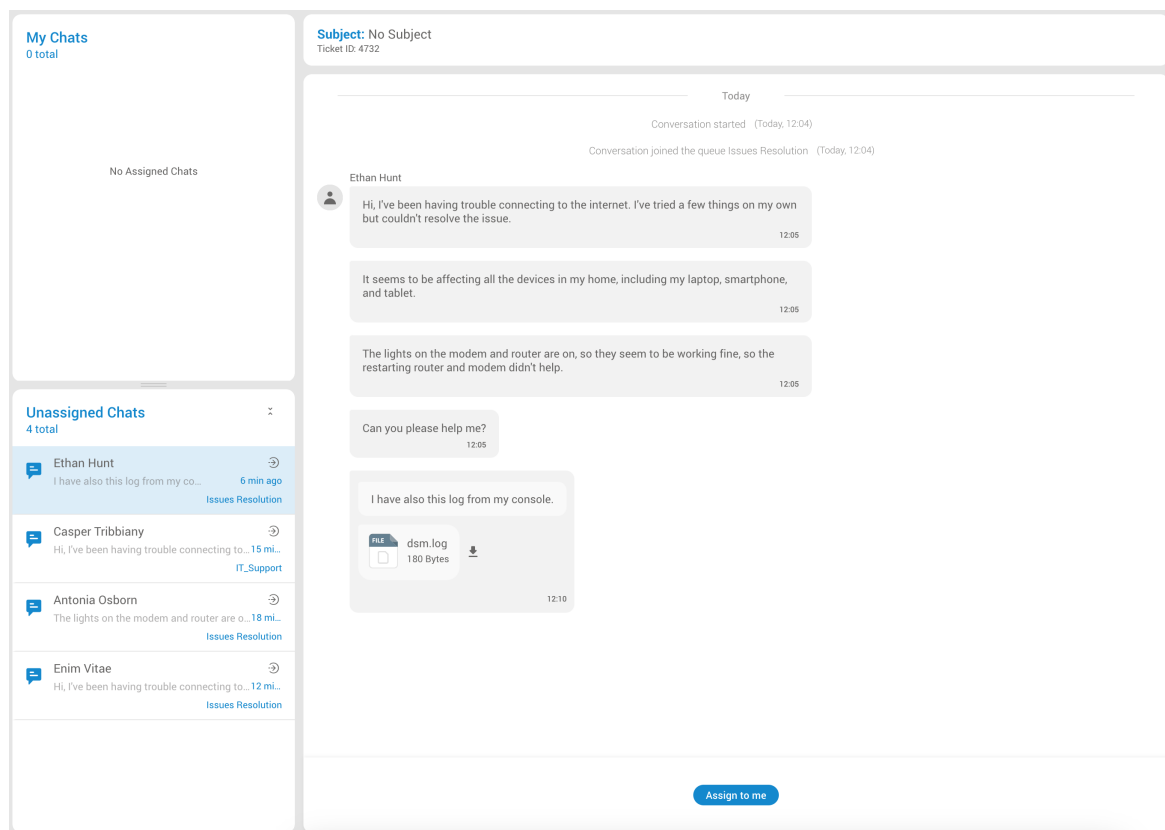 My Chats
0 total
No Assigned Chats
Unassigned Chats
4 total
Ethan Hunt
I have also this log from my co... 6 min ago
Issues Resolution
Casper Tribbiany
Hi, I've been having trouble connecting to... 15 mi...
IT_Support
Antonia Osborn
The lights on the modem and router are o... 18 mi...
Issues Resolution
Enim Vitae
Hi, I've been having trouble connecting to... 12 mi...
Issues Resolution
Subject: No Subject
Ticket ID: 4732
Today
Conversation started (Today, 12:04)
Conversation joined the queue Issues Resolution (Today, 12:04)
Ethan Hunt
Hi, I've been having trouble connecting to the internet. I've tried a few things on my own
but couldn't resolve the issue.
12:05
It seems to be affecting all the devices in my home, including my laptop, smartphone,
and tablet.
12:05
The lights on the modem and router are on, so they seem to be working fine, so the
restarting router and modem didn't help.
12:05
Can you please help me?
12:05
I have also this log from my console.
FILE
dsm.log
180 Bytes
12:10
Assign to me